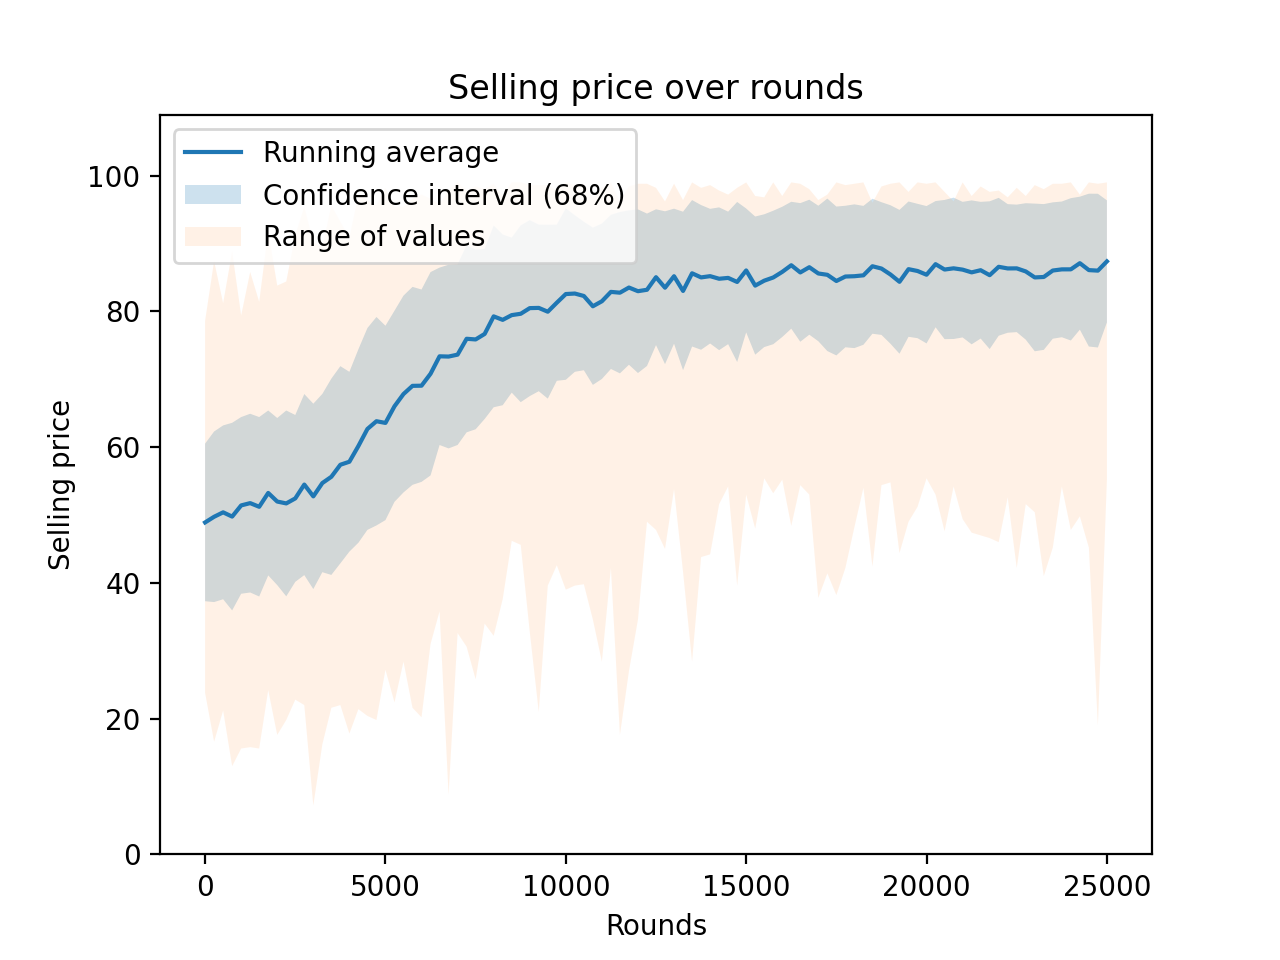 Selling price over rounds
Running average
Confidence interval (68%)
Range of values
100
80
60
40
20
0
Selling price
0 5000 10000 15000 20000 25000
Rounds